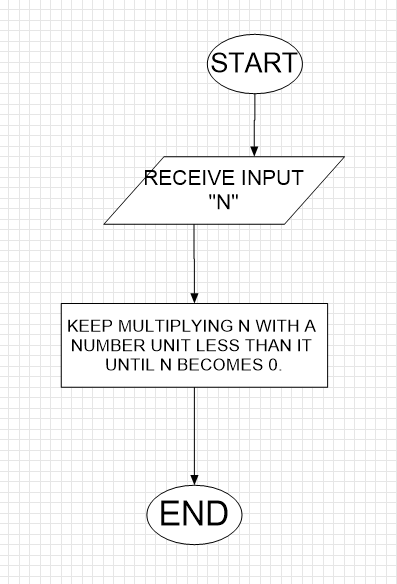 START
RECEIVE INPUT
"N"
KEEP MULTIPLYING N WITH A
NUMBER UNIT LESS THAN IT
UNTIL N BECOMES 0.
END